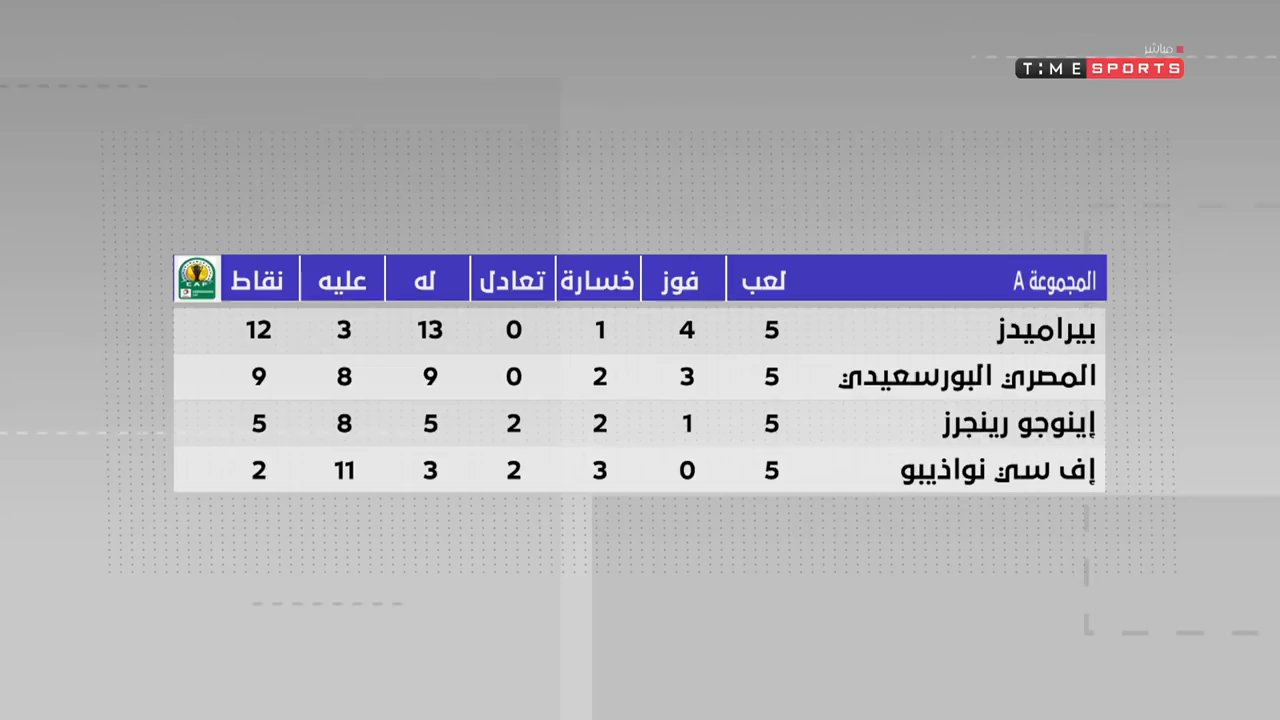 مباشر
TIME SPORTS
المجموعة A لعب فوز خسارة تعادل له عليه نقاط CAF
بيراميدز 5 4 1 0 13 3 12
المصري البورسعيدي 5 3 2 0 9 8 9
إينوجو رينجرز 5 1 2 2 5 8 5
إف سي نواذيبو 5 0 3 2 3 11 2